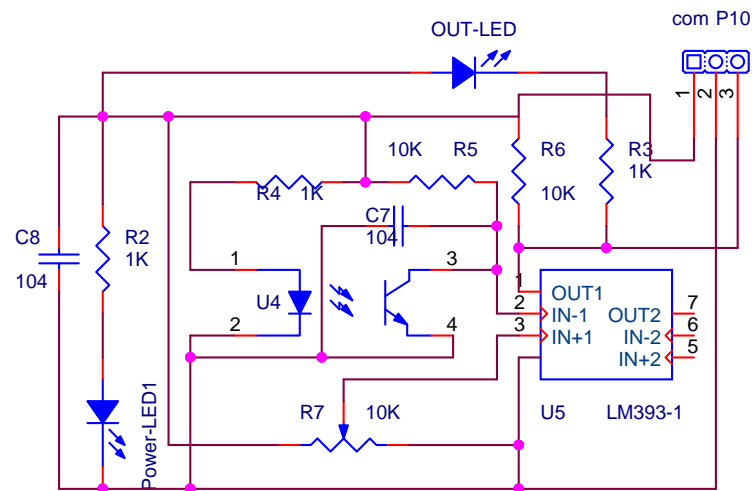 com P10
OUT-LED
1
2
3
10K
R5
R6
10K
R3
1K
R4
1K
C7
104
C8
104
R2
1K
1
2
U4
3
4
1
2
3
OUT1
IN-1
IN+1
OUT2
IN-2
IN+2
7
6
5
R7
10K
U5
LM393-1
Power-LED1